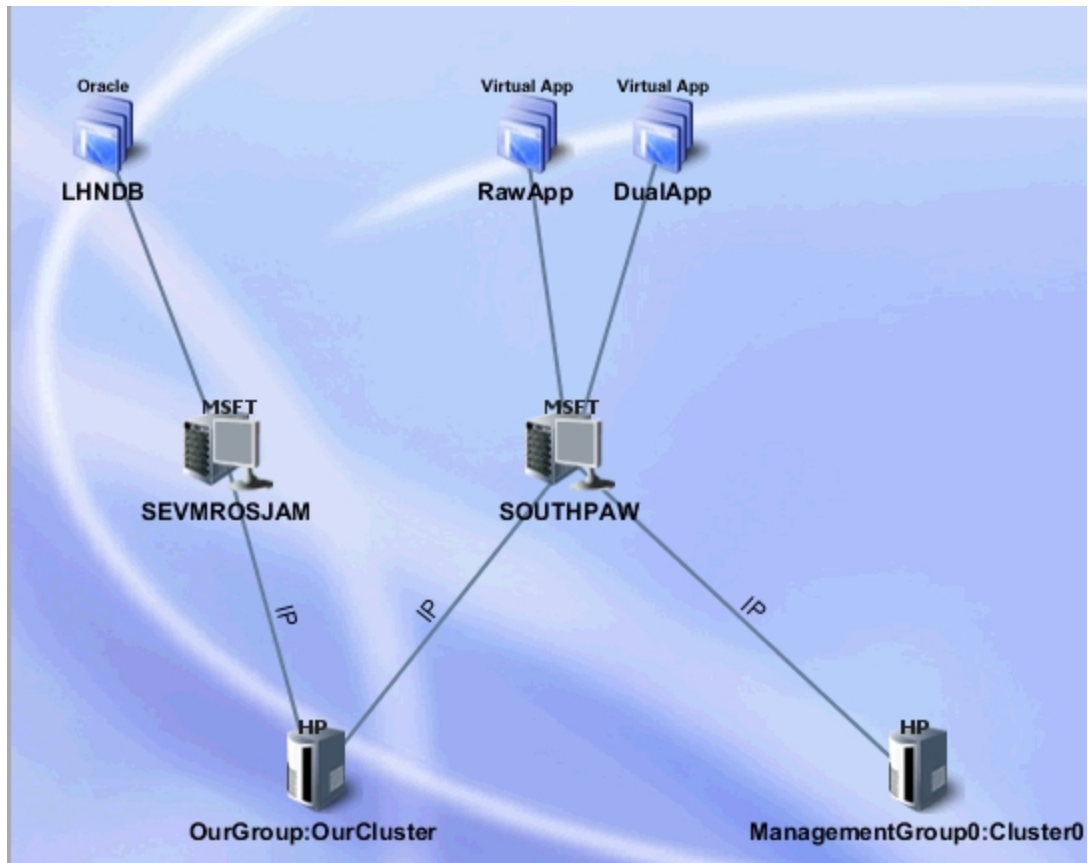 Oracle
LHNDB
Virtual App
RawApp
Virtual App
DualApp
MSFT
SEVMROSJAM
MSFT
SOUTHPAW
IP
IP
IP
HP
OurGroup:OurCluster
HP
ManagementGroup0:Cluster0